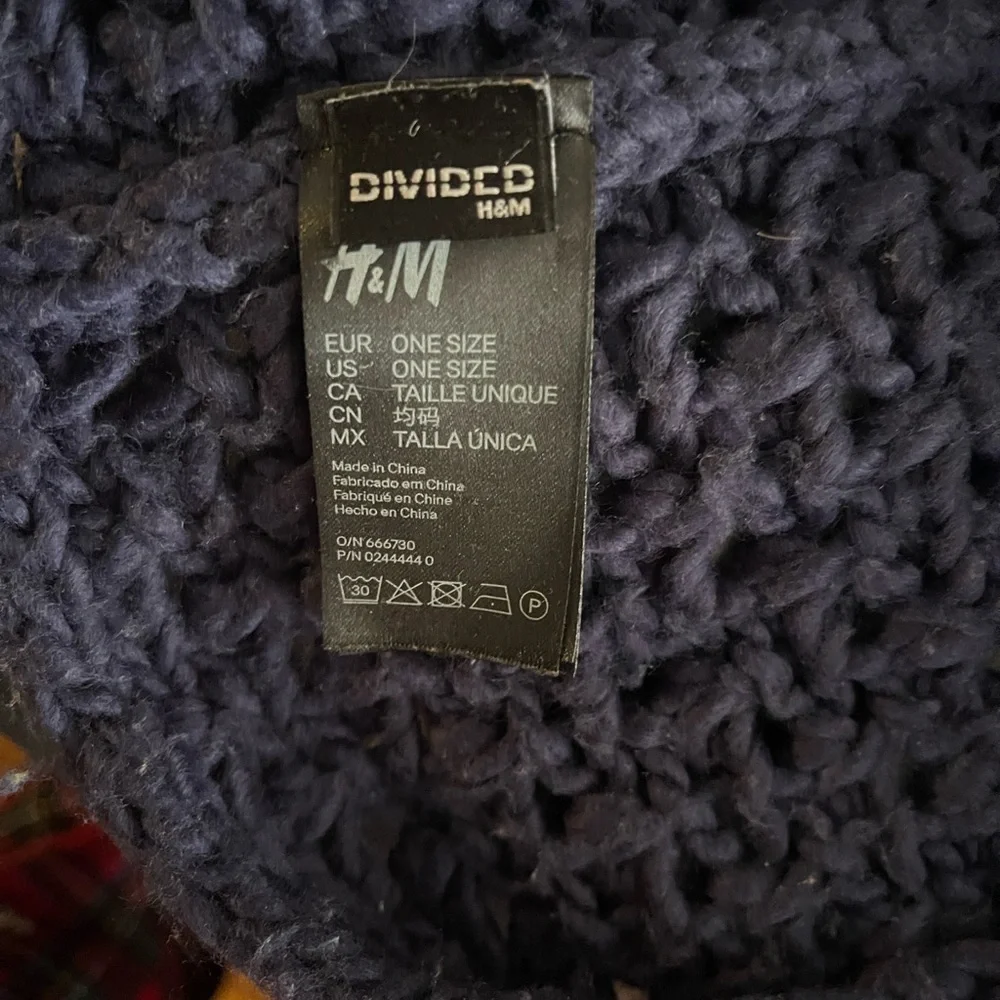 DIVIDED
H&M
H&M
EUR ONE SIZE
US ONE SIZE
CA TAILLE UNIQUE
CN 均码
MX TALLA ÚNICA
Made in China
Fabricado em China
Fabriqué en Chine
Hecho en China
O/N 666730
P/N 0244444 0
30
P